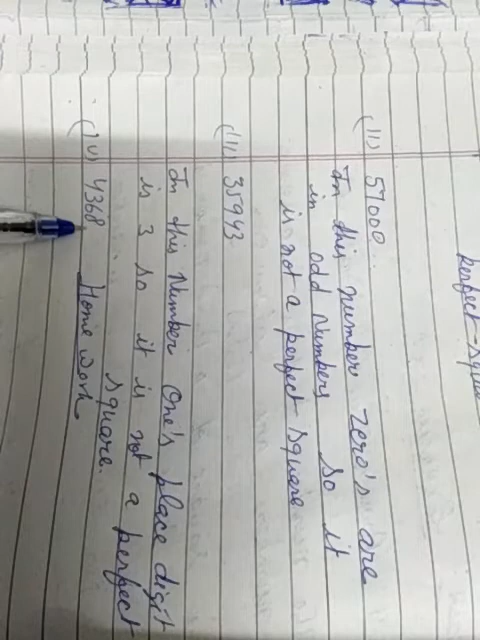 perfect square
(ii) 57000
In this number zero's are
in odd Numbers so it
is not a perfect square
(iii) 35943
In this Number One's place digit
is 3 so it is not a perfect
square.
(iv) 4368 Home work